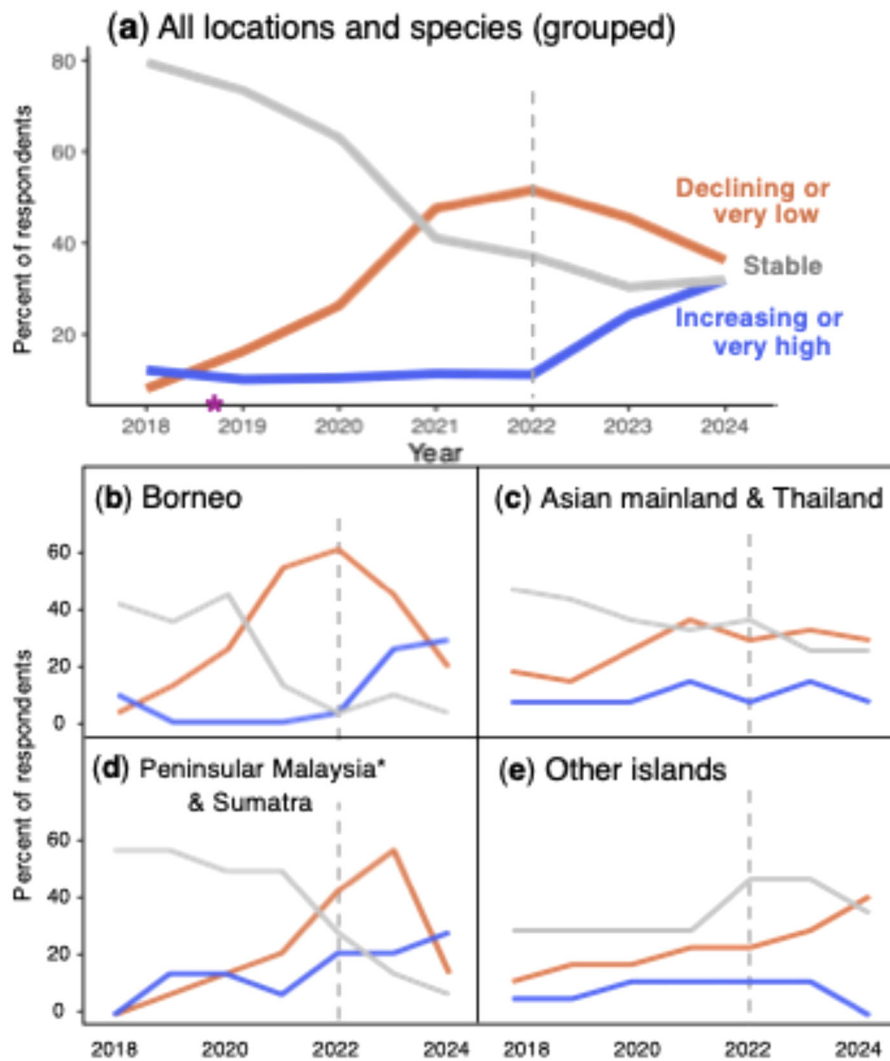 (a) All locations and species (grouped)
Percent of respondents
80
60
40
20
Declining or
very low
Stable
Increasing or
very high
*
2018 2019 2020 2021 2022 2023 2024
Year
(b) Borneo
(c) Asian mainland & Thailand
Percent of respondents
60
40
20
0
(d) Peninsular Malaysia*
& Sumatra
(e) Other islands
60
40
20
0
2018 2020 2022 2024 2018 2020 2022 2024